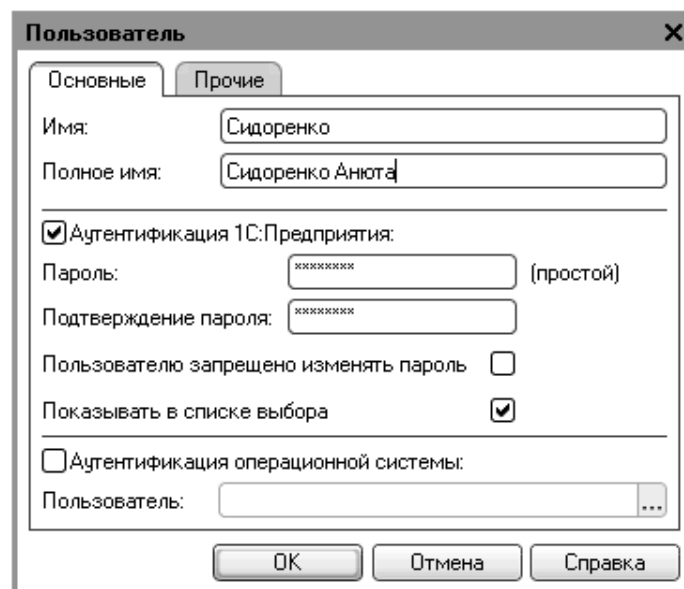 Пользователь
Основные Прочие
Имя: Сидоренко
Полное имя: Сидоренко Анюта
Аутентификация 1С:Предприятия:
Пароль: ******** (простой)
Подтверждение пароля: ********
Пользователю запрещено изменять пароль
Показывать в списке выбора
Аутентификация операционной системы:
Пользователь: ...
OK Отмена Справка